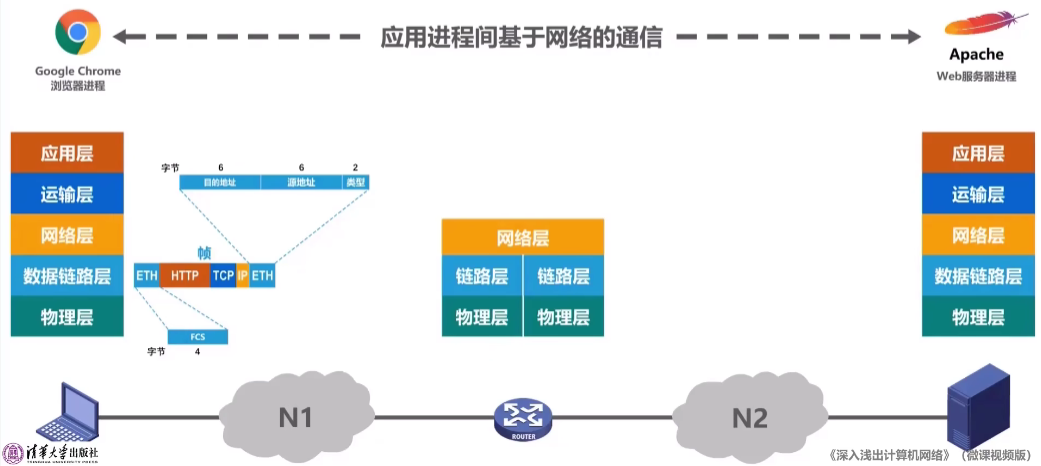 应用进程间基于网络的通信
Google Chrome
浏览器进程
Apache
Web服务器进程
应用层
运输层
网络层
数据链路层
物理层
字节 6 6 2
目的地址 源地址 类型
帧
ETH HTTP TCP IP ETH
FCS
字节 4
网络层
链路层 链路层
物理层 物理层
应用层
运输层
网络层
数据链路层
物理层
N1
ROUTER
N2
清华大学出版社
TSINGHUA UNIVERSITY PRESS
《深入浅出计算机网络》（微课视频版）